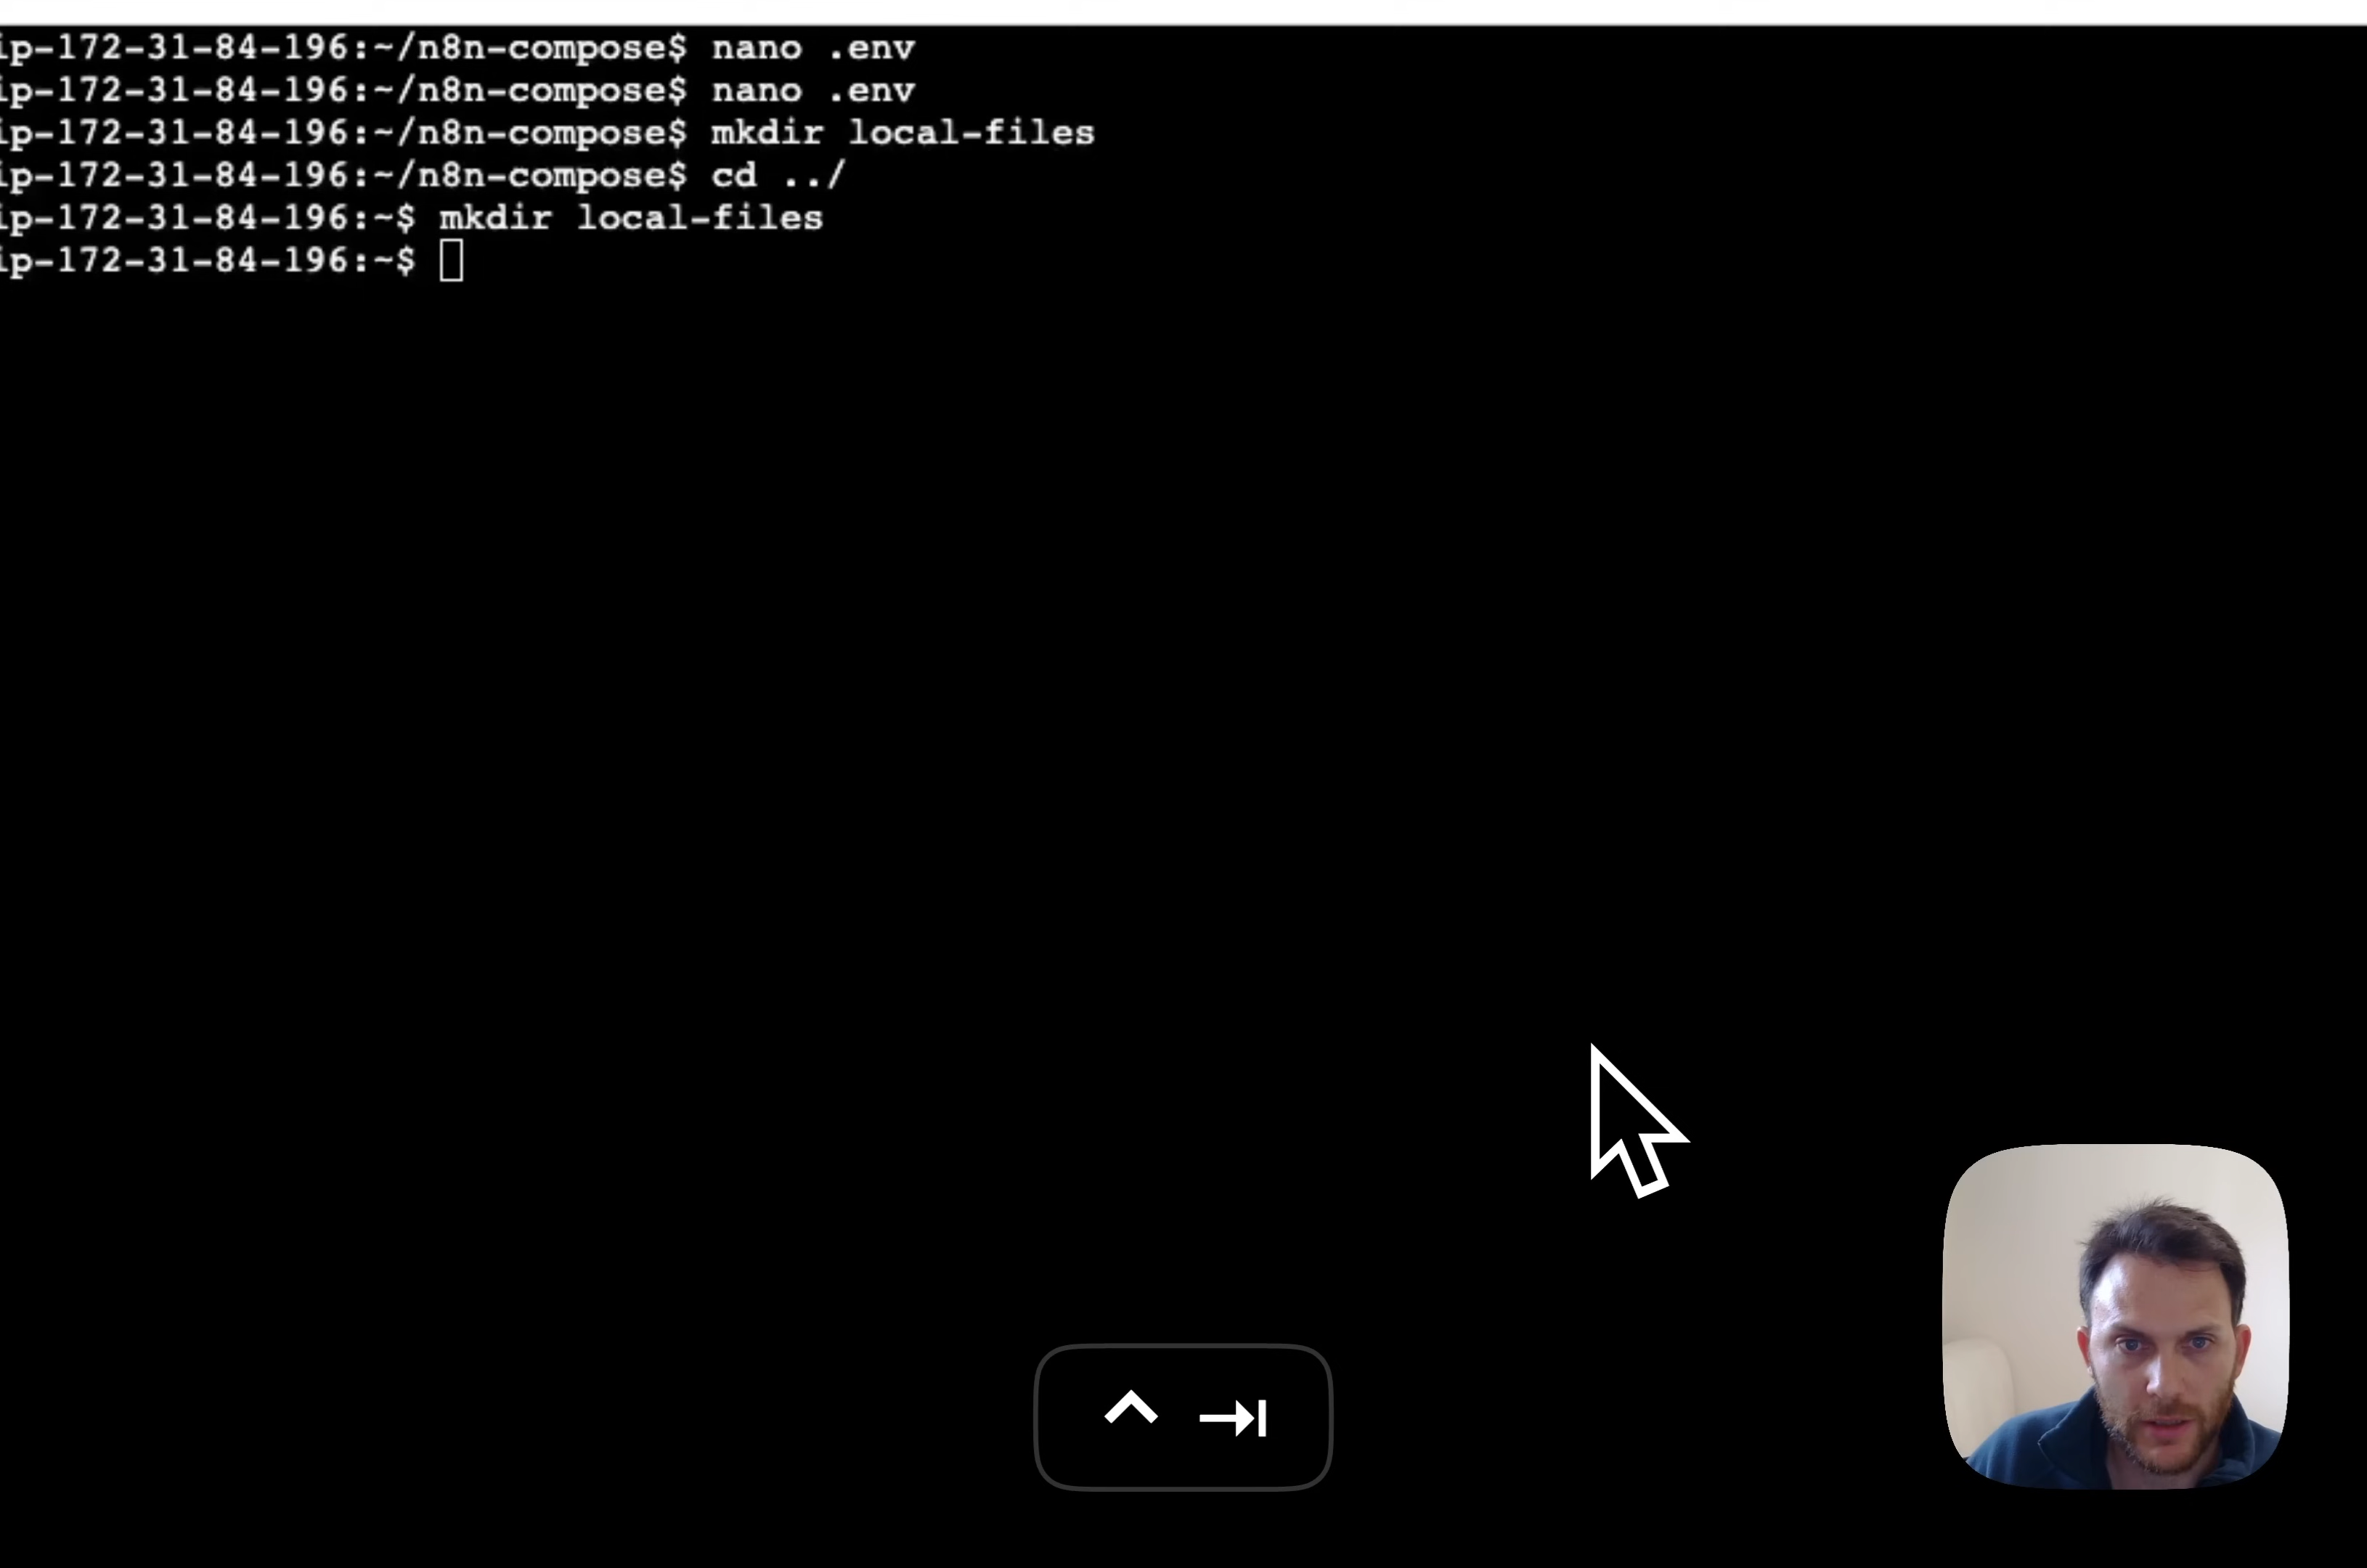 ip-172-31-84-196:~/n8n-compose$ nano .env
ip-172-31-84-196:~/n8n-compose$ nano .env
ip-172-31-84-196:~/n8n-compose$ mkdir local-files
ip-172-31-84-196:~/n8n-compose$ cd ../
ip-172-31-84-196:~$ mkdir local-files
ip-172-31-84-196:~$